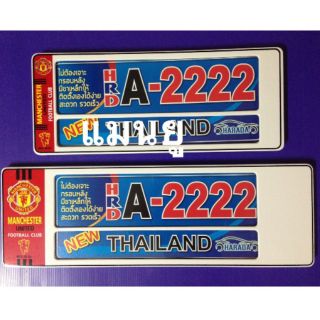 MANCHESTER
UNITED
FOOTBALL CLUB
ไม่ต้องเจาะ
กรอบหลัง
มีขาเหล็กให้
ติดตั้งเองได้ง่าย
สะดวก รวดเร็ว
HRD
A-2222
NEW
THAILAND
HARADA
แมนยู
MANCHESTER
UNITED
FOOTBALL CLUB
ไม่ต้องเจาะ
กรอบหลัง
มีขาเหล็กให้
ติดตั้งเองได้ง่าย
สะดวก รวดเร็ว
HRD
A-2222
NEW
THAILAND
HARADA